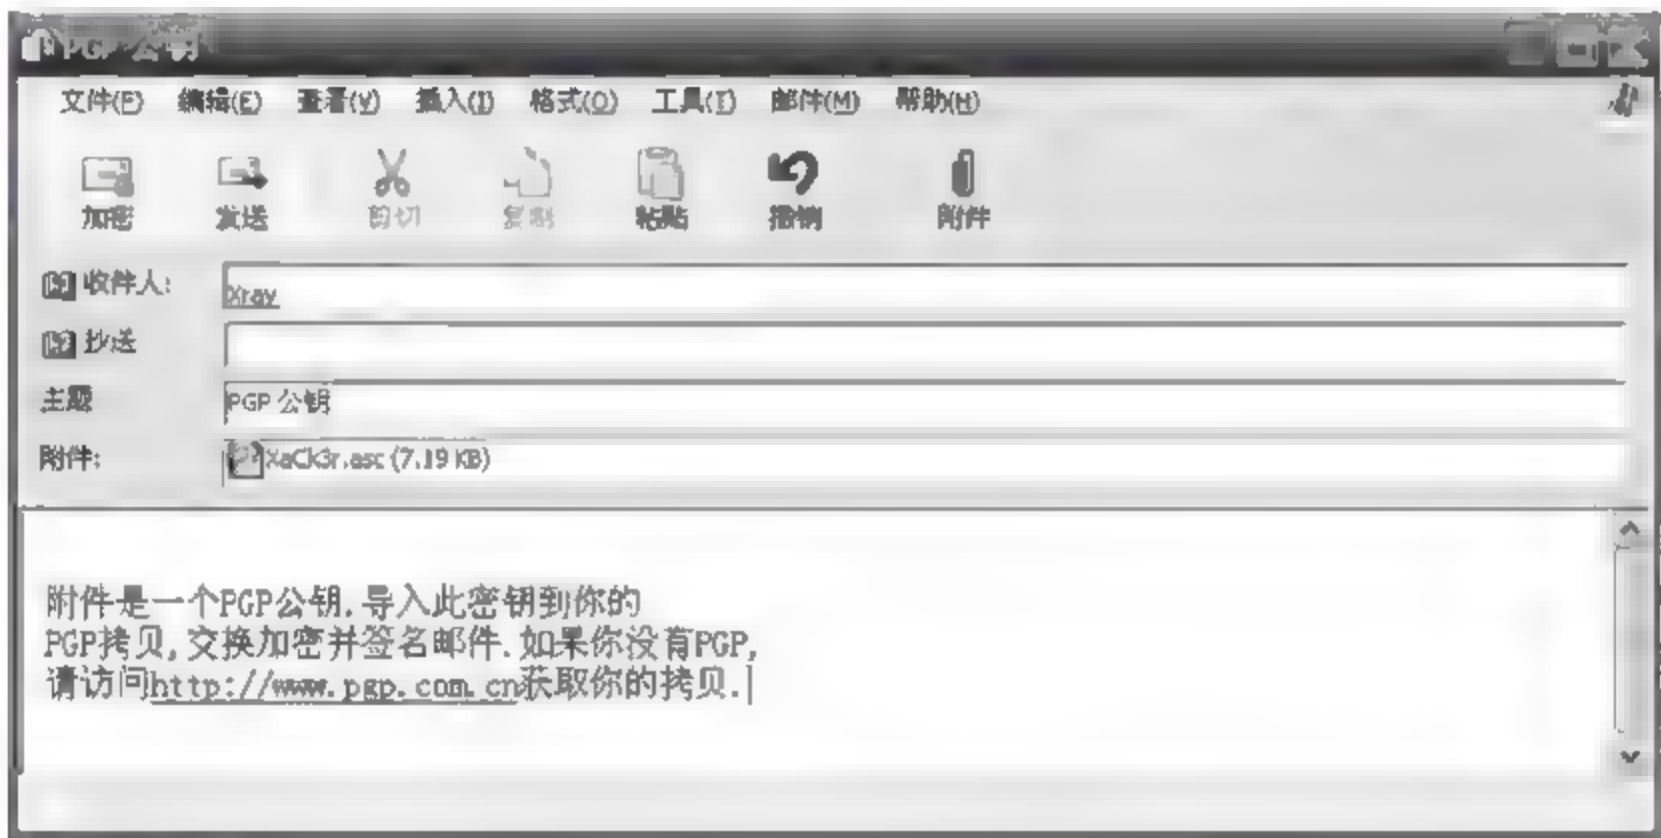 PGP 公钥
文件(F) 编辑(E) 查看(V) 插入(I) 格式(O) 工具(T) 邮件(M) 帮助(H)
加密 发送 剪切 复制 粘贴 撤销 附件
收件人: Xray
抄送
主题 PGP 公钥
附件: XaCk3r.asc (7.19 KB)
附件是一个PGP公钥,导入此密钥到你的
PGP拷贝,交换加密并签名邮件.如果你没有PGP,
请访问http://www.pgp.com.cn获取你的拷贝.